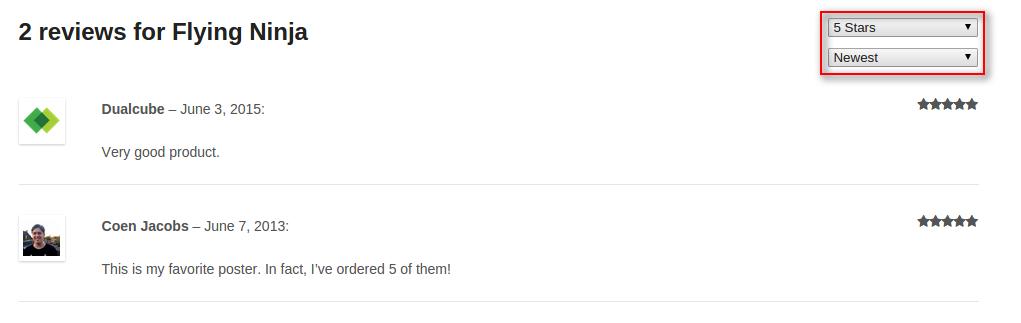 2 reviews for Flying Ninja
5 Stars
Newest
Dualcube – June 3, 2015:
Very good product.
Coen Jacobs – June 7, 2013:
This is my favorite poster. In fact, I’ve ordered 5 of them!